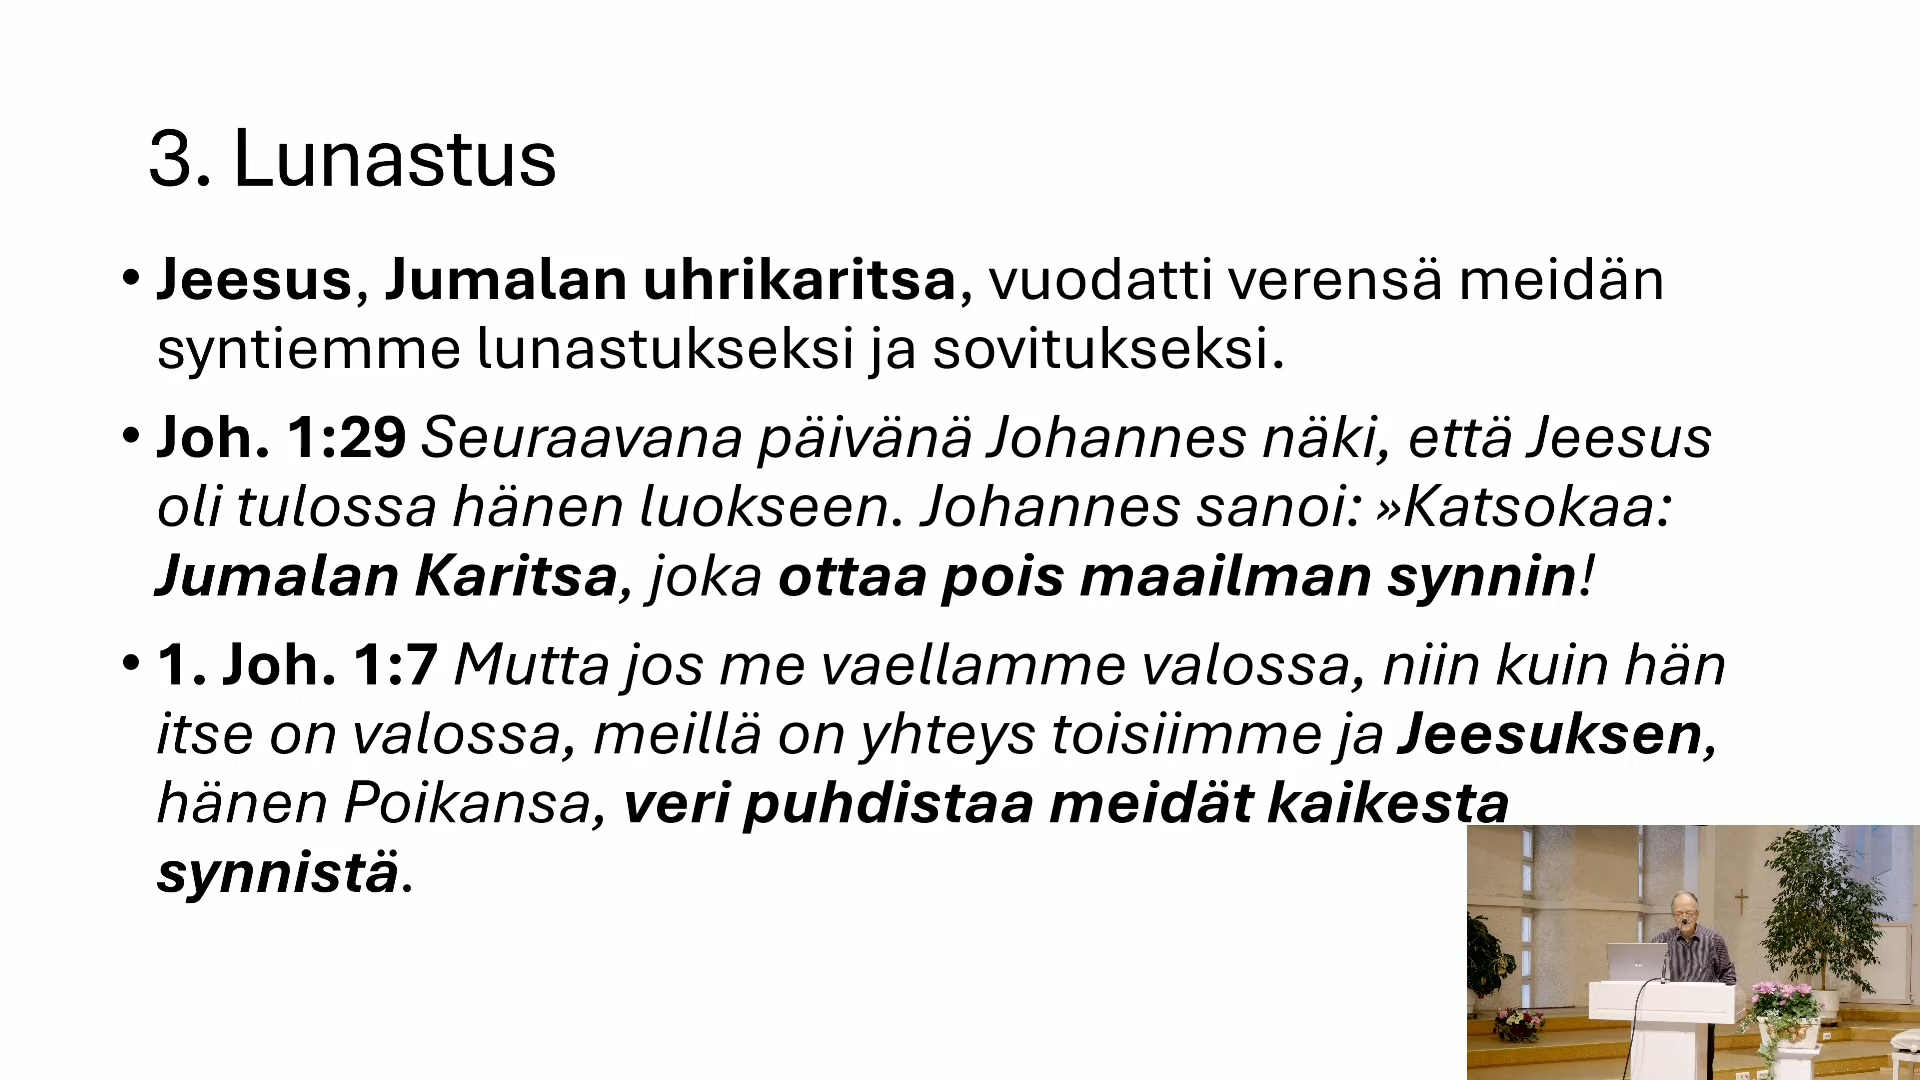 3. Lunastus
• Jeesus, Jumalan uhrikaritsa, vuodatti verensä meidän
syntiemme lunastukseksi ja sovitukseksi.
• Joh. 1:29 Seuraavana päivänä Johannes näki, että Jeesus
oli tulossa hänen luokseen. Johannes sanoi: »Katsokaa:
Jumalan Karitsa, joka ottaa pois maailman synnin!
• 1. Joh. 1:7 Mutta jos me vaellamme valossa, niin kuin hän
itse on valossa, meillä on yhteys toisiimme ja Jeesuksen,
hänen Poikansa, veri puhdistaa meidät kaikesta
synnistä.